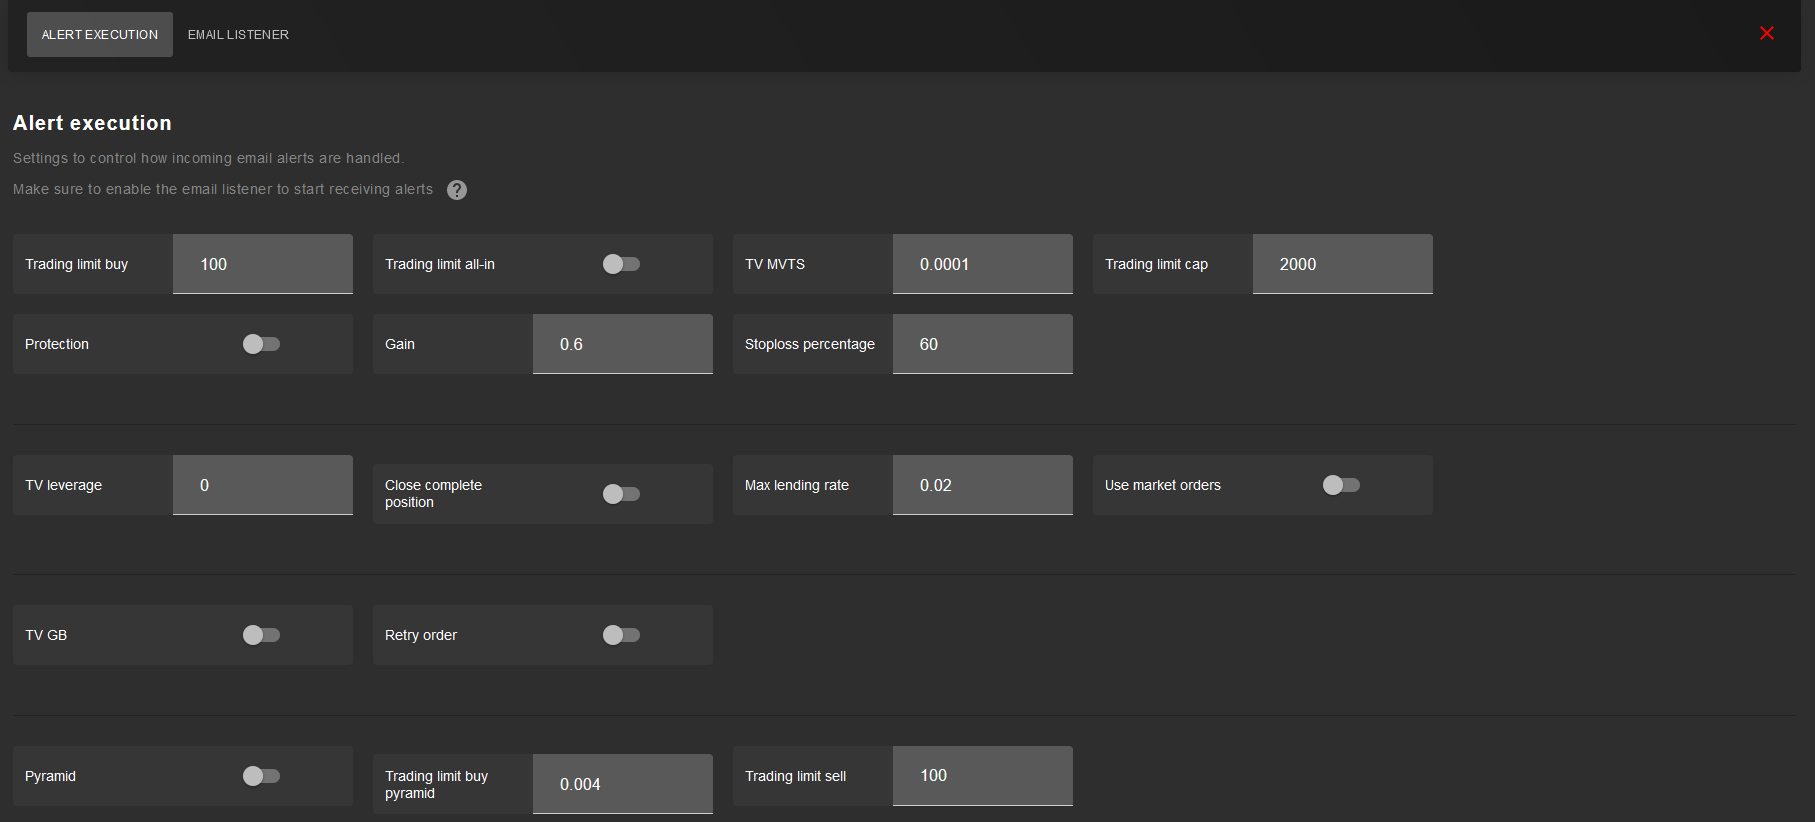 ALERT EXECUTION EMAIL LISTENER
Alert execution
Settings to control how incoming email alerts are handled.
Make sure to enable the email listener to start receiving alerts ?
Trading limit buy 100 Trading limit all-in TV MVTS 0.0001 Trading limit cap 2000
Protection Gain 0.6 Stoploss percentage 60
TV leverage 0
Close complete
position
Max lending rate 0.02 Use market orders
TV GB Retry order
Pyramid
Trading limit buy
pyramid
0.004
Trading limit sell 100